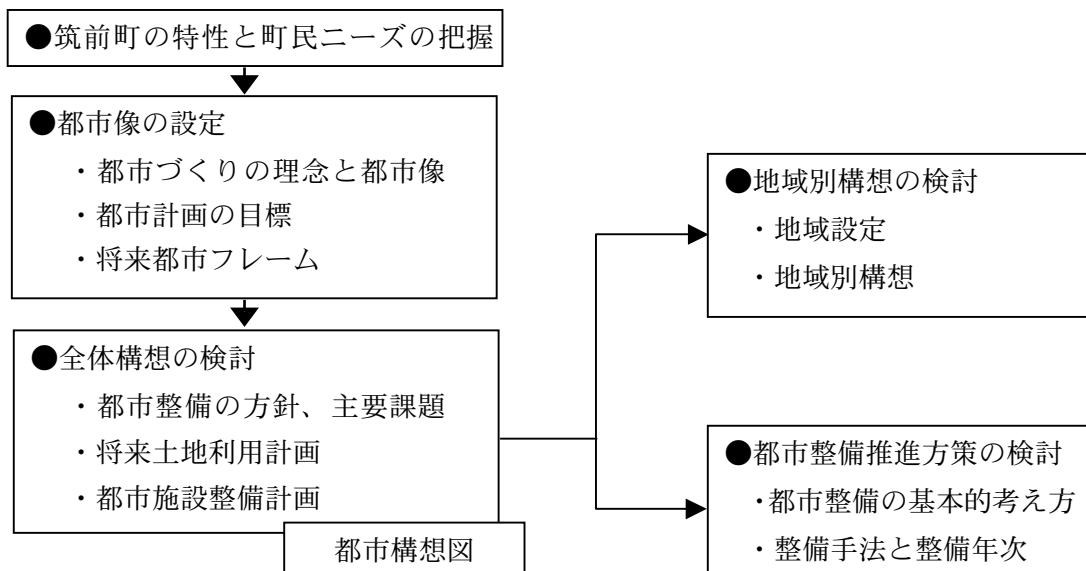 ●筑前町の特性と町民ニーズの把握
●都市像の設定
・都市づくりの理念と都市像
・都市計画の目標
・将来都市フレーム
●全体構想の検討
・都市整備の方針、主要課題
・将来土地利用計画
・都市施設整備計画
都市構想図
●地域別構想の検討
・地域設定
・地域別構想
●都市整備推進方策の検討
・都市整備の基本的考え方
・整備手法と整備年次